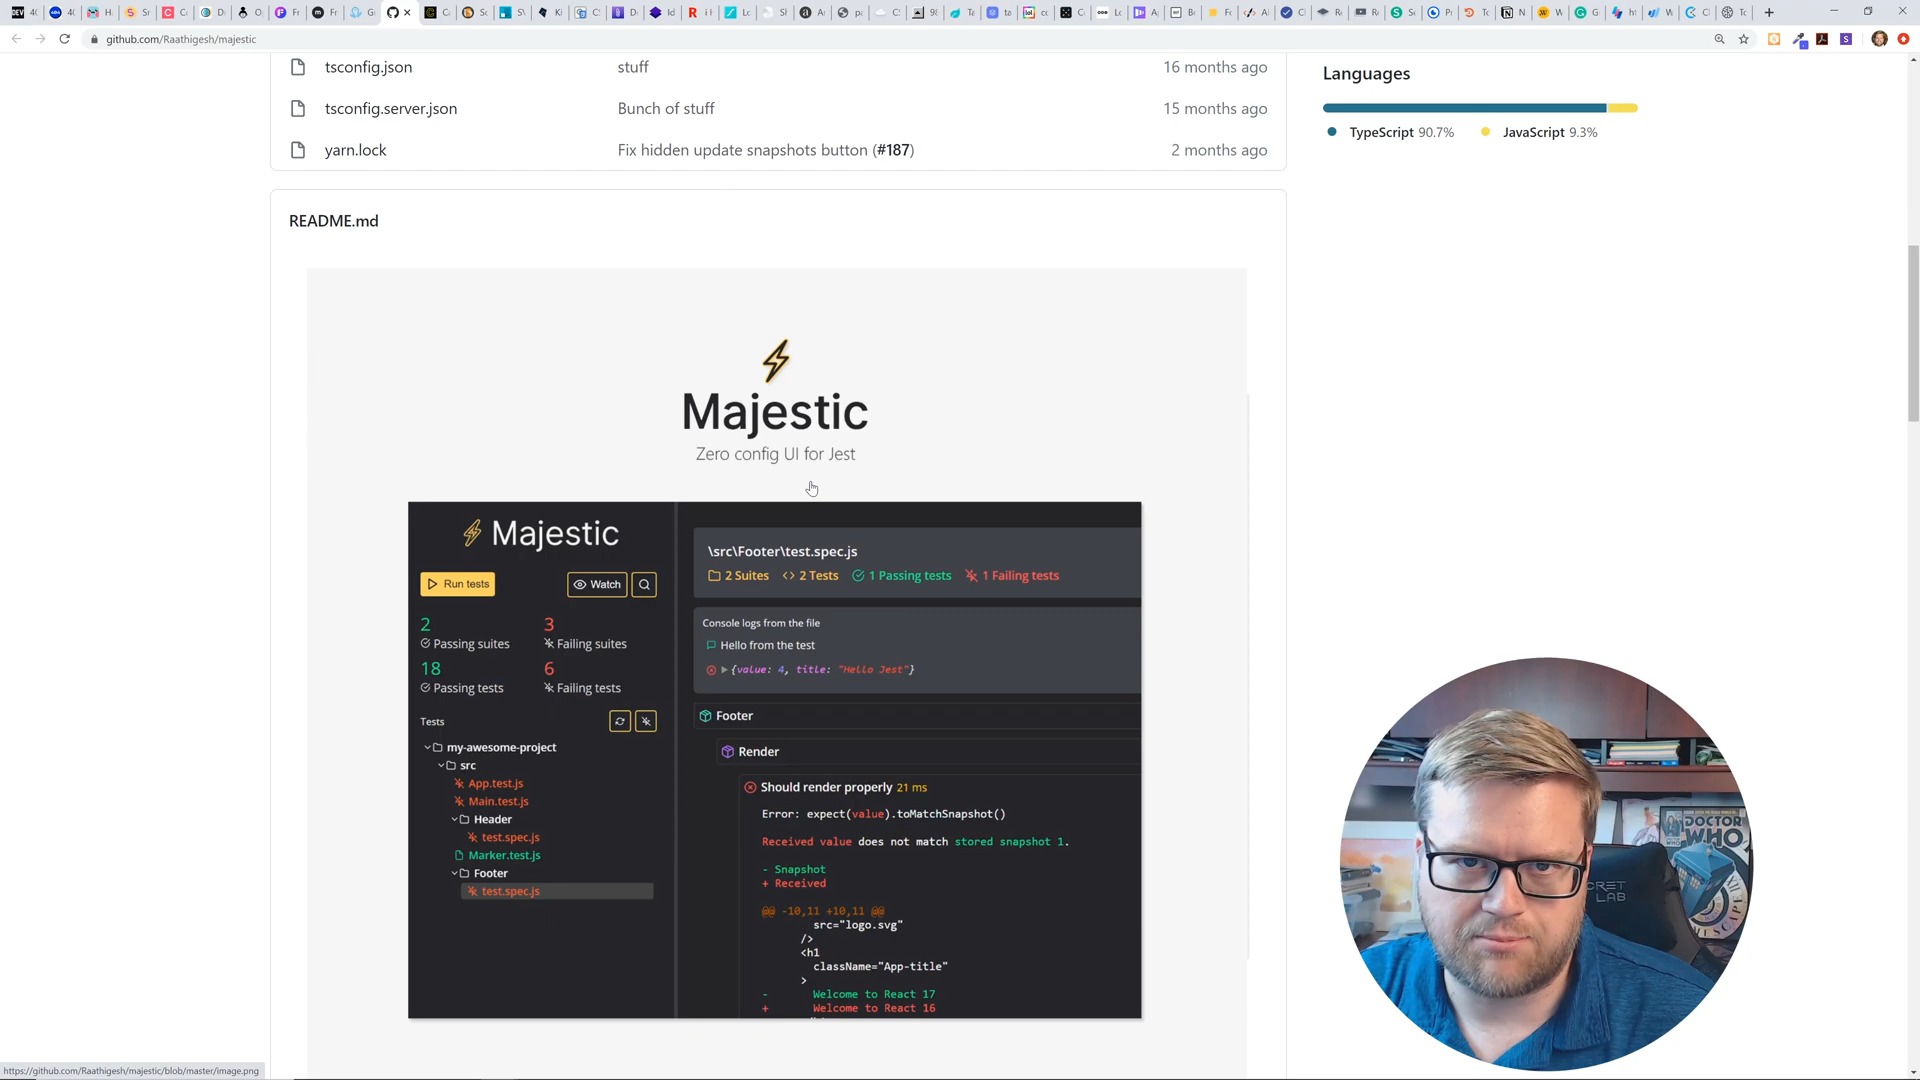 github.com/Raathigesh/majestic
tsconfig.json stuff 16 months ago
tsconfig.server.json Bunch of stuff 15 months ago
yarn.lock Fix hidden update snapshots button (#187) 2 months ago
Languages
TypeScript 90.7% JavaScript 9.3%
README.md
Majestic
Zero config UI for Jest
Majestic
Run tests Watch
2 3
Passing suites Failing suites
18 6
Passing tests Failing tests
Tests
my-awesome-project
src
App.test.js
Main.test.js
Header
test.spec.js
Marker.test.js
Footer
test.spec.js
\src\Footer\test.spec.js
2 Suites <> 2 Tests 1 Passing tests 1 Failing tests
Console logs from the file
Hello from the test
{value: 4, title: "Hello Jest"}
Footer
Render
Should render properly 21 ms
Error: expect(value).toMatchSnapshot()
Received value does not match stored snapshot 1.
- Snapshot
+ Received
@@ -10,11 +10,11 @@
src="logo.svg"
/>
<h1
className="App-title"
>
- Welcome to React 17
+ Welcome to React 16
DOCTOR
WHO
LAB
https://github.com/Raathigesh/majestic/blob/master/image.png